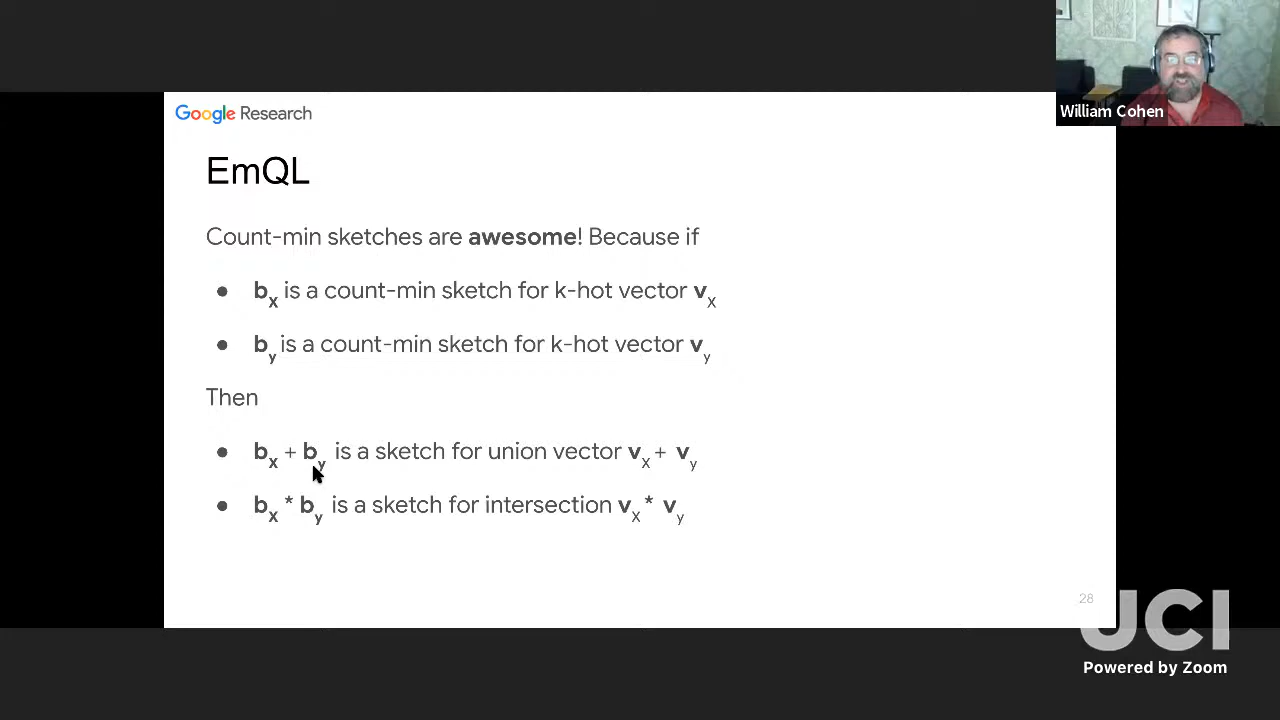 William Cohen
Google Research
EmQL
Count-min sketches are awesome! Because if
● bx is a count-min sketch for k-hot vector vx
● by is a count-min sketch for k-hot vector vy
Then
● bx + by is a sketch for union vector vx + vy
● bx * by is a sketch for intersection vx * vy
28
UCI
Powered by Zoom